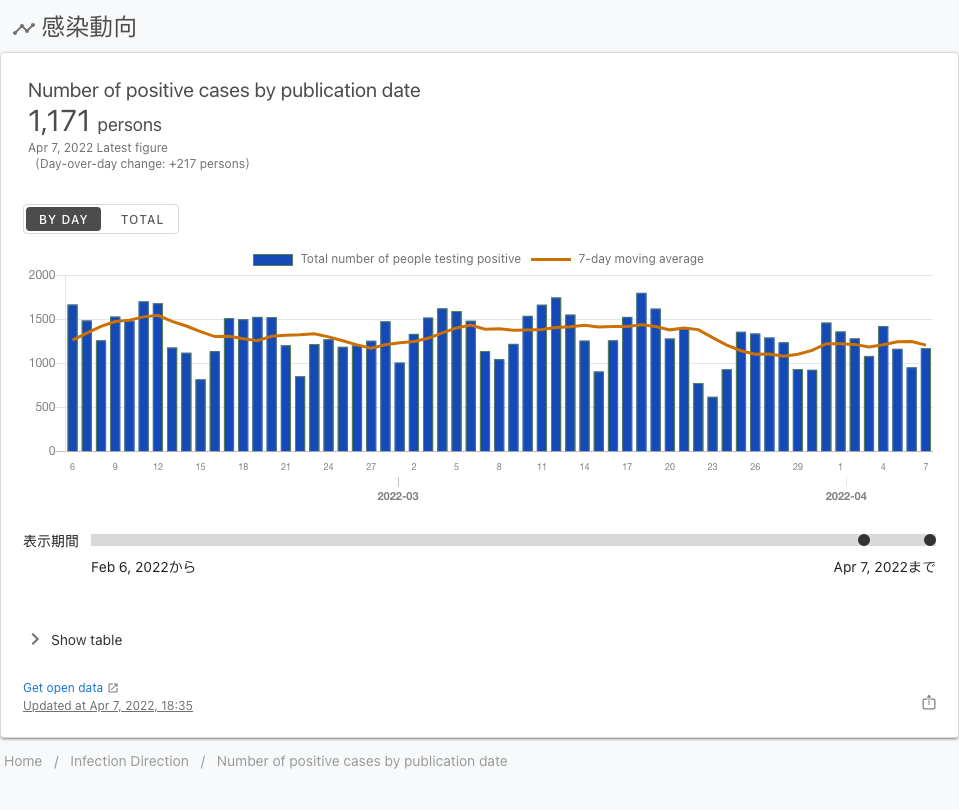 感染動向
Number of positive cases by publication date
1,171 persons
Apr 7, 2022 Latest figure
（Day-over-day change: +217 persons）
BY DAY TOTAL
Total number of people testing positive 7-day moving average
2000
1500
1000
500
0
6 9 12 15 18 21 24 27 2 5 8 11 14 17 20 23 26 29 1 4 7
2022-03 2022-04
表示期間
Feb 6, 2022から Apr 7, 2022まで
Show table
Get open data
Updated at Apr 7, 2022, 18:35
Home / Infection Direction / Number of positive cases by publication date